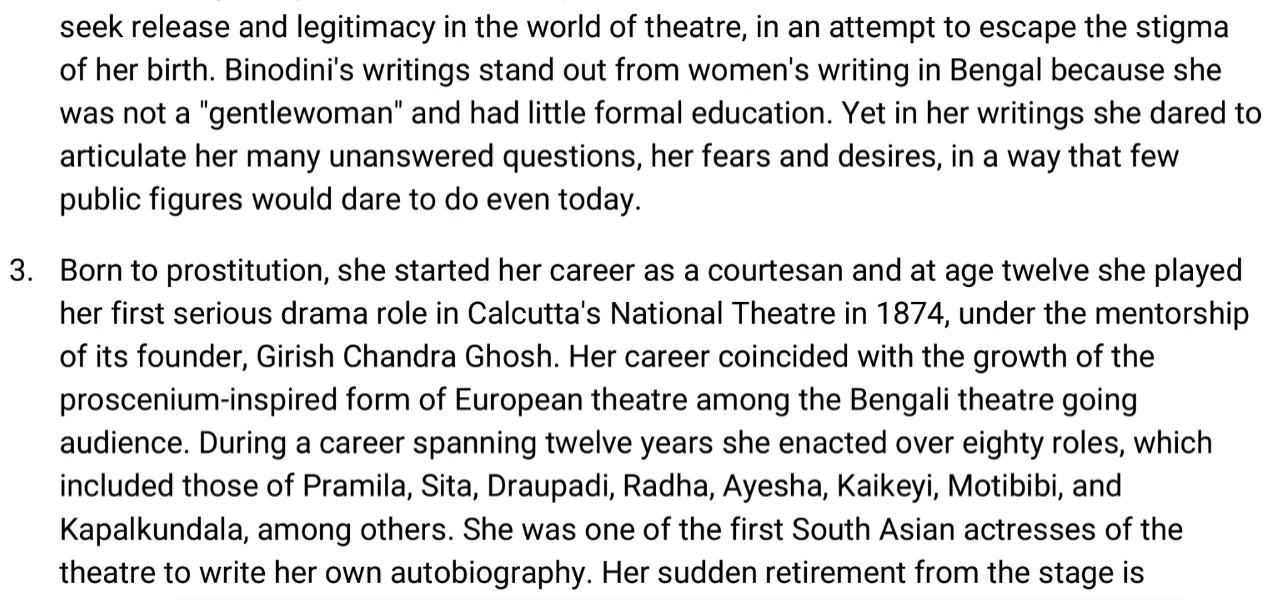 seek release and legitimacy in the world of theatre, in an attempt to escape the stigma
of her birth. Binodini's writings stand out from women's writing in Bengal because she
was not a "gentlewoman" and had little formal education. Yet in her writings she dared to
articulate her many unanswered questions, her fears and desires, in a way that few
public figures would dare to do even today.
3. Born to prostitution, she started her career as a courtesan and at age twelve she played
her first serious drama role in Calcutta's National Theatre in 1874, under the mentorship
of its founder, Girish Chandra Ghosh. Her career coincided with the growth of the
proscenium-inspired form of European theatre among the Bengali theatre going
audience. During a career spanning twelve years she enacted over eighty roles, which
included those of Pramila, Sita, Draupadi, Radha, Ayesha, Kaikeyi, Motibibi, and
Kapalkundala, among others. She was one of the first South Asian actresses of the
theatre to write her own autobiography. Her sudden retirement from the stage is